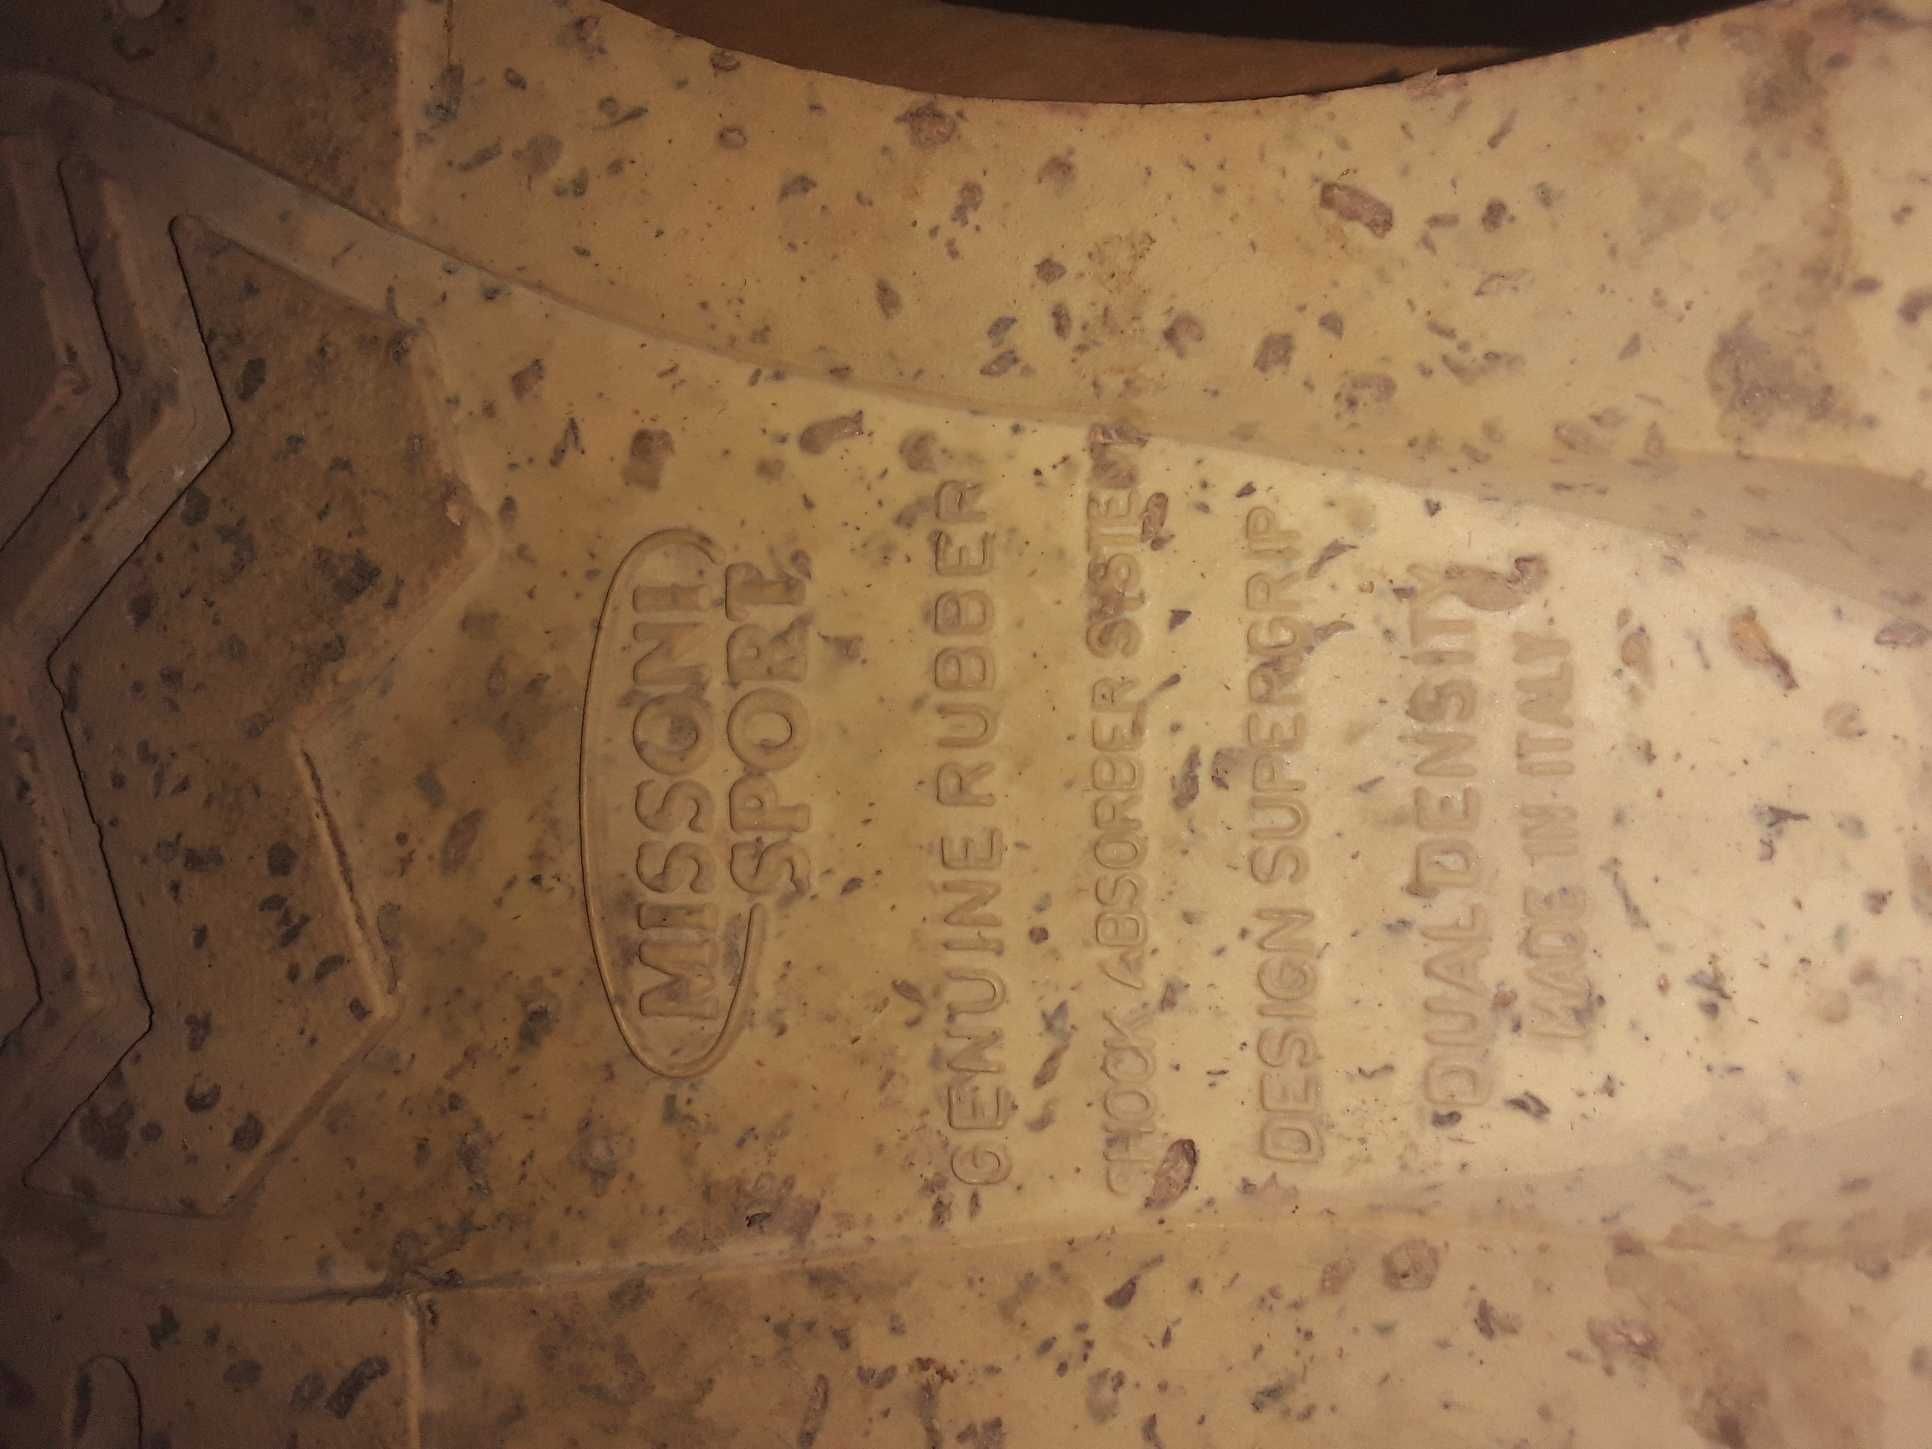 MISSONI
SPORT
GENUINE RUBBER
SHOCK ABSORBER SYSTEM
DESIGN SUPERGRIP
DUAL DENSITY
MADE IN ITALY